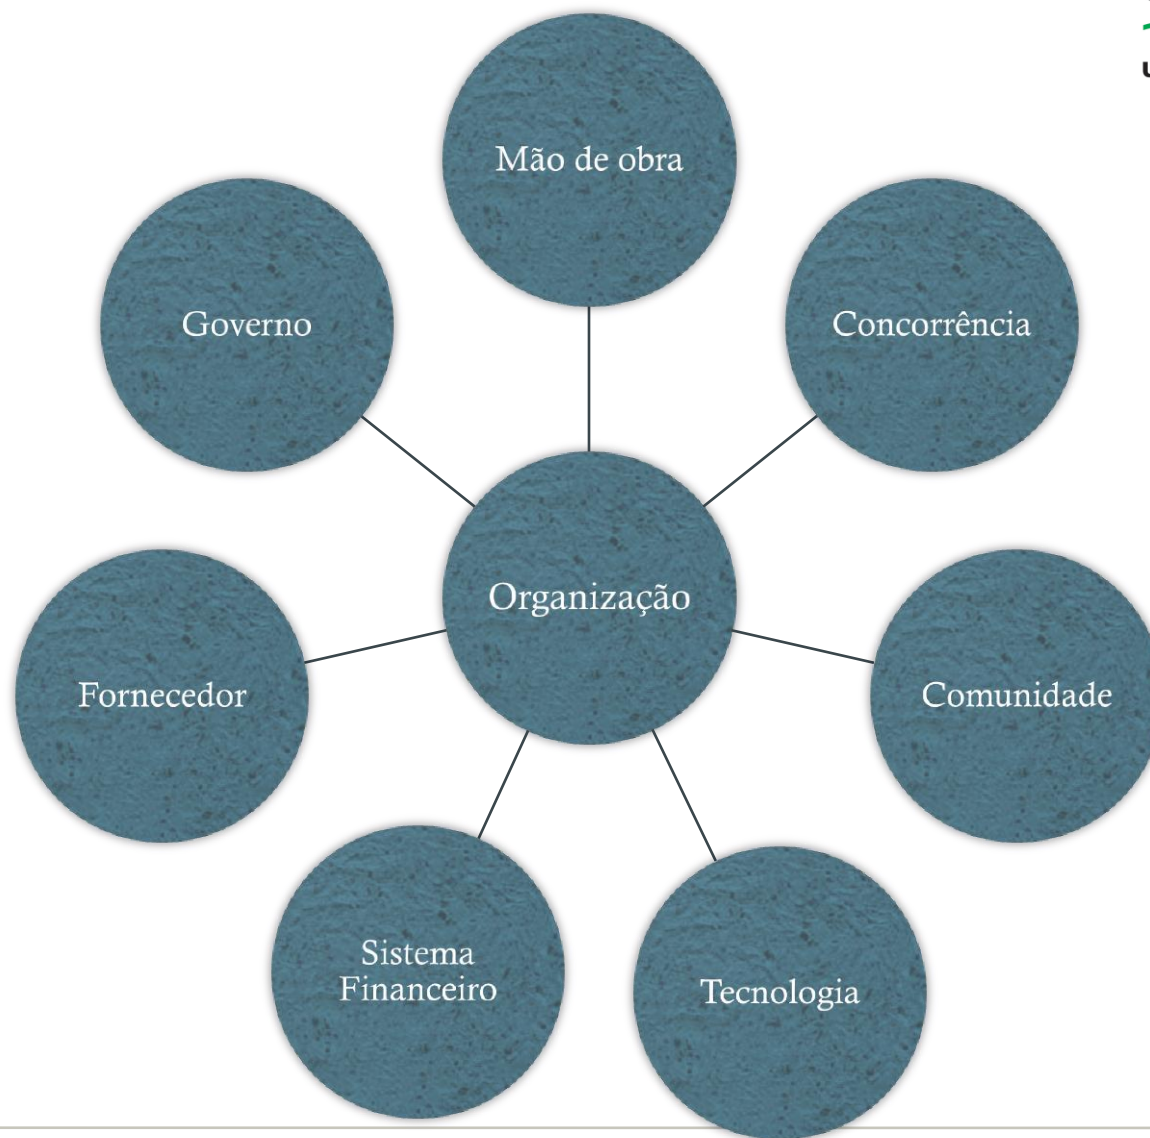 Mão de obra
Governo
Concorrência
Organização
Fornecedor
Comunidade
Sistema
Financeiro
Tecnologia